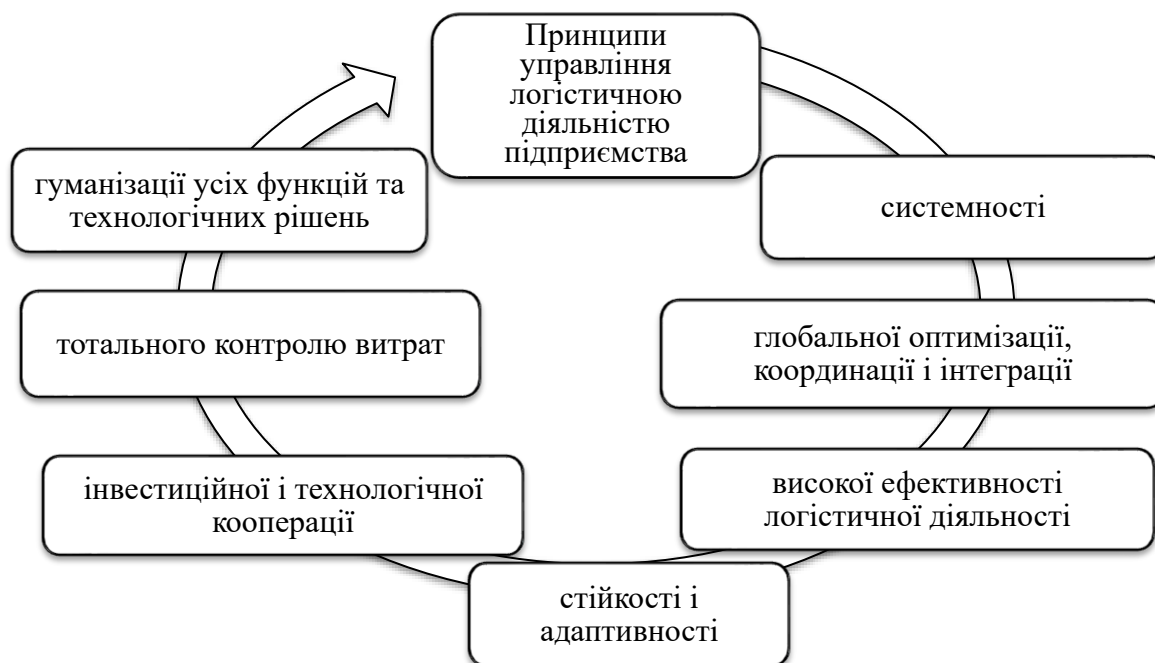 Принципи
управління
логістичною
діяльністю
підприємства
системності
глобальної оптимізації,
координації і інтеграції
високої ефективності
логістичної діяльності
стійкості і
адаптивності
інвестиційної і технологічної
кооперації
тотального контролю витрат
гуманізації усіх функцій та
технологічних рішень